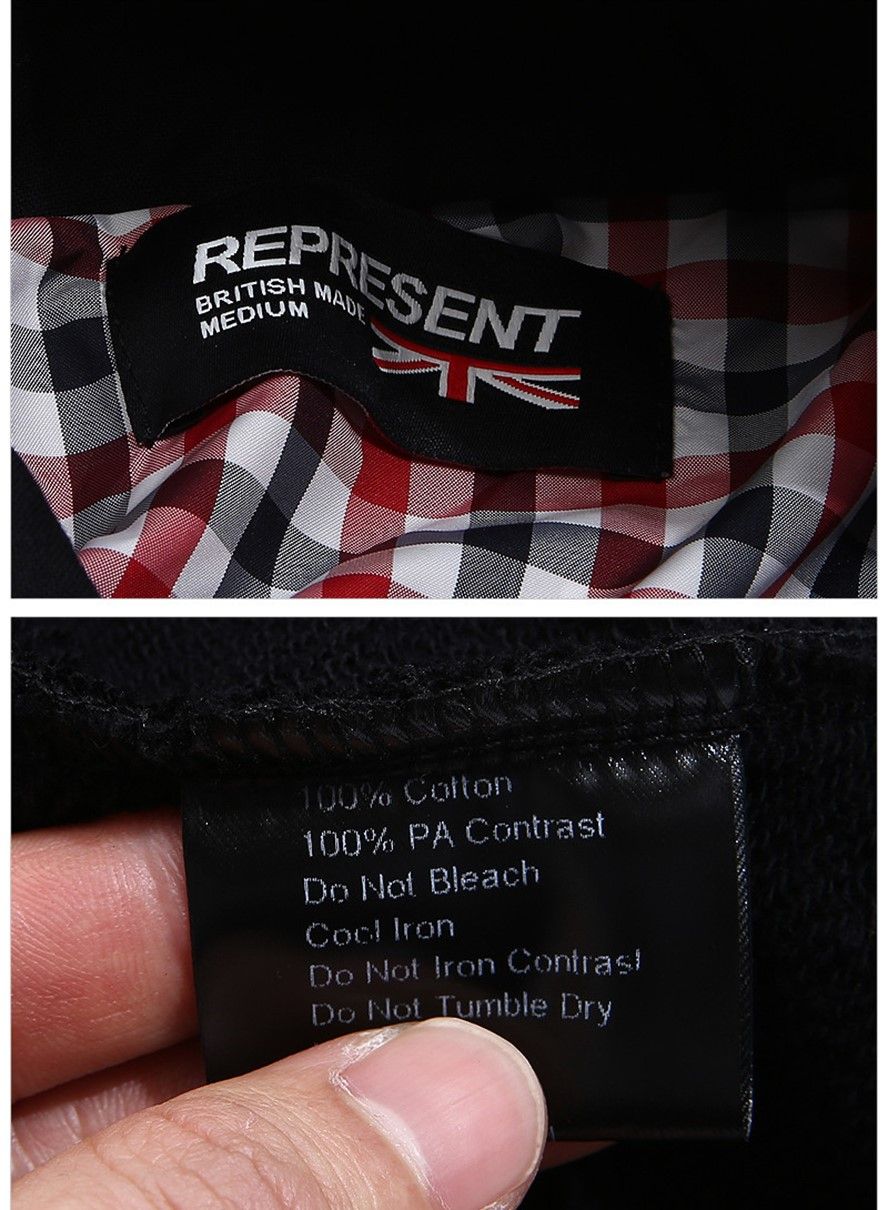 REPRESENT
BRITISH MADE
MEDIUM
100% Cotton
100% PA Contrast
Do Not Bleach
Cool Iron
Do Not Iron Contrast
Do Not Tumble Dry